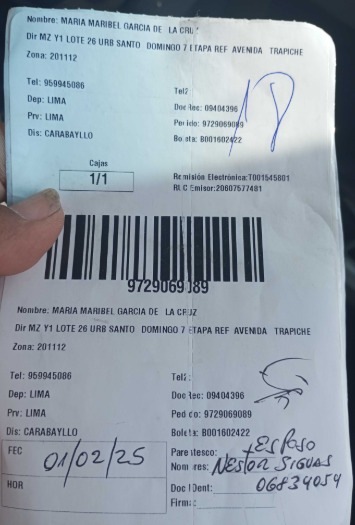 Nombre: MARIA MARIBEL GARCIA DE LA CRUZ
Dir MZ Y1 LOTE 26 URB SANTO DOMINGO 7 ETAPA REF AVENIDA TRAPICHE
Zona: 201112
Tel: 959945086
Tel2:
Dep: LIMA
Doc Rec: 09404396
Prv: LIMA
Pedido: 9729069089
Dis: CARABAYLLO
Boleta: B001602422
Cajas
1/1
Remisión Electrónica:T001545801
RUC Emisor:20607577481
9729069089
Nombre: MARIA MARIBEL GARCIA DE LA CRUZ
Dir MZ Y1 LOTE 26 URB SANTO DOMINGO 7 ETAPA REF AVENIDA TRAPICHE
Zona: 201112
Tel: 959945086
Tel2:
Dep: LIMA
Doc Rec: 09404396
Prv: LIMA
Pedido: 9729069089
Dis: CARABAYLLO
Boleta: B001602422
FEC 01/02/25
Parentesco: ESPOSO
Nombres: NESTOR SIGUAS
HOR
Doc Ident: 06834054
Firma: